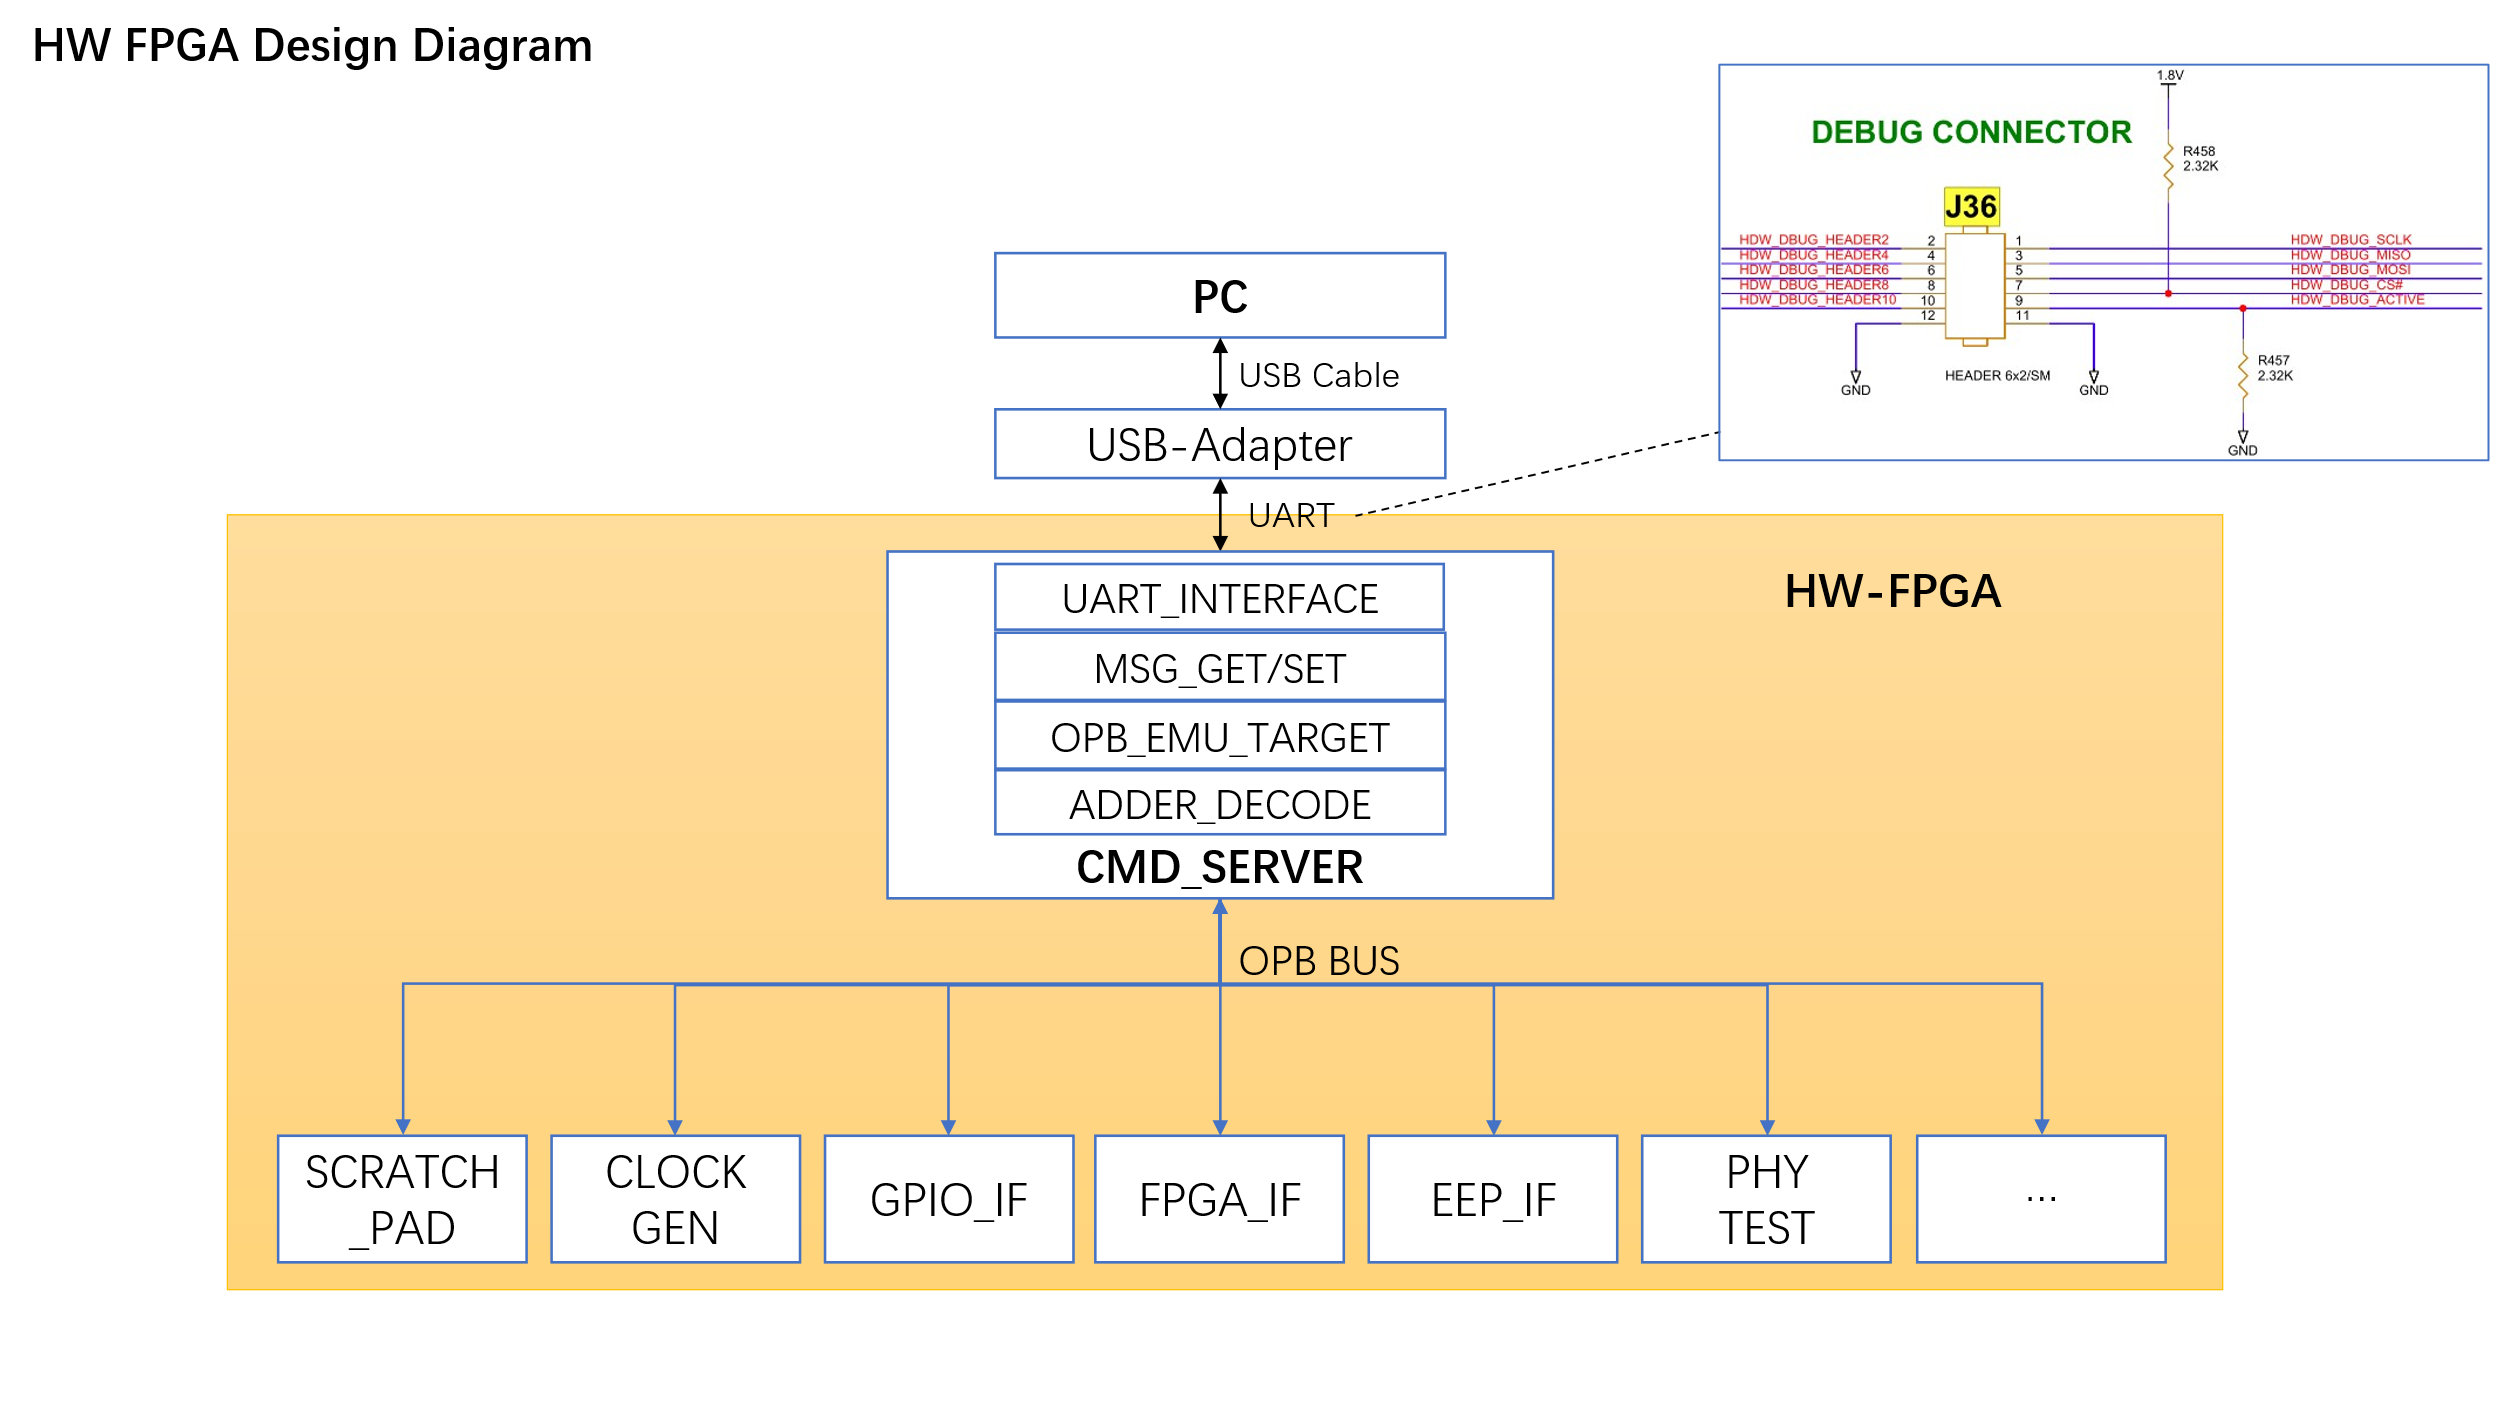 HW FPGA Design Diagram
1.8V
DEBUG CONNECTOR
R458
2.32K
J36
HDW_DBUG_HEADER2 2 1 HDW_DBUG_SCLK
HDW_DBUG_HEADER4 4 3 HDW_DBUG_MISO
HDW_DBUG_HEADER6 6 5 HDW_DBUG_MOSI
HDW_DBUG_HEADER8 8 7 HDW_DBUG_CS#
HDW_DBUG_HEADER10 10 9 HDW_DBUG_ACTIVE
12 11
R457
2.32K
HEADER 6x2/SM
GND
GND
GND
PC
USB Cable
USB-Adapter
UART
HW-FPGA
UART_INTERFACE
MSG_GET/SET
OPB_EMU_TARGET
ADDER_DECODE
CMD_SERVER
OPB BUS
SCRATCH
_PAD
CLOCK
GEN
GPIO_IF
FPGA_IF
EEP_IF
PHY
TEST
...